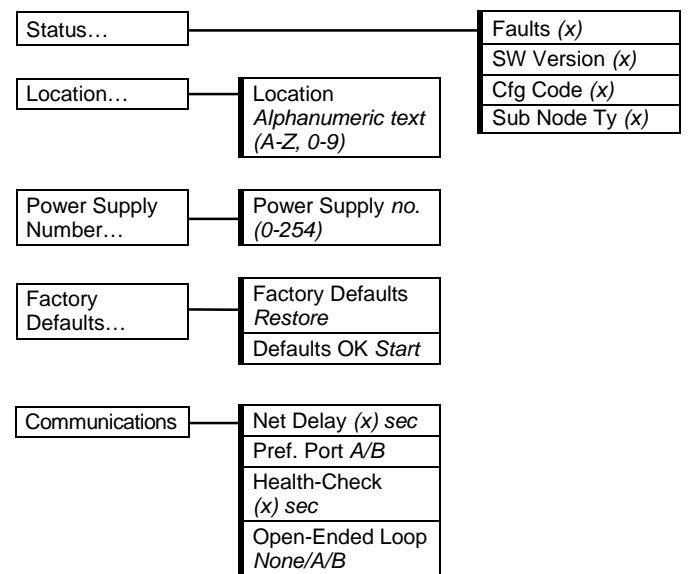 Status…
Faults (x)
SW Version (x)
Cfg Code (x)
Sub Node Ty (x)
Location…
Location
Alphanumeric text
(A-Z, 0-9)
Power Supply
Number…
Power Supply no.
(0-254)
Factory
Defaults…
Factory Defaults
Restore
Defaults OK Start
Communications
Net Delay (x) sec
Pref. Port A/B
Health-Check
(x) sec
Open-Ended Loop
None/A/B